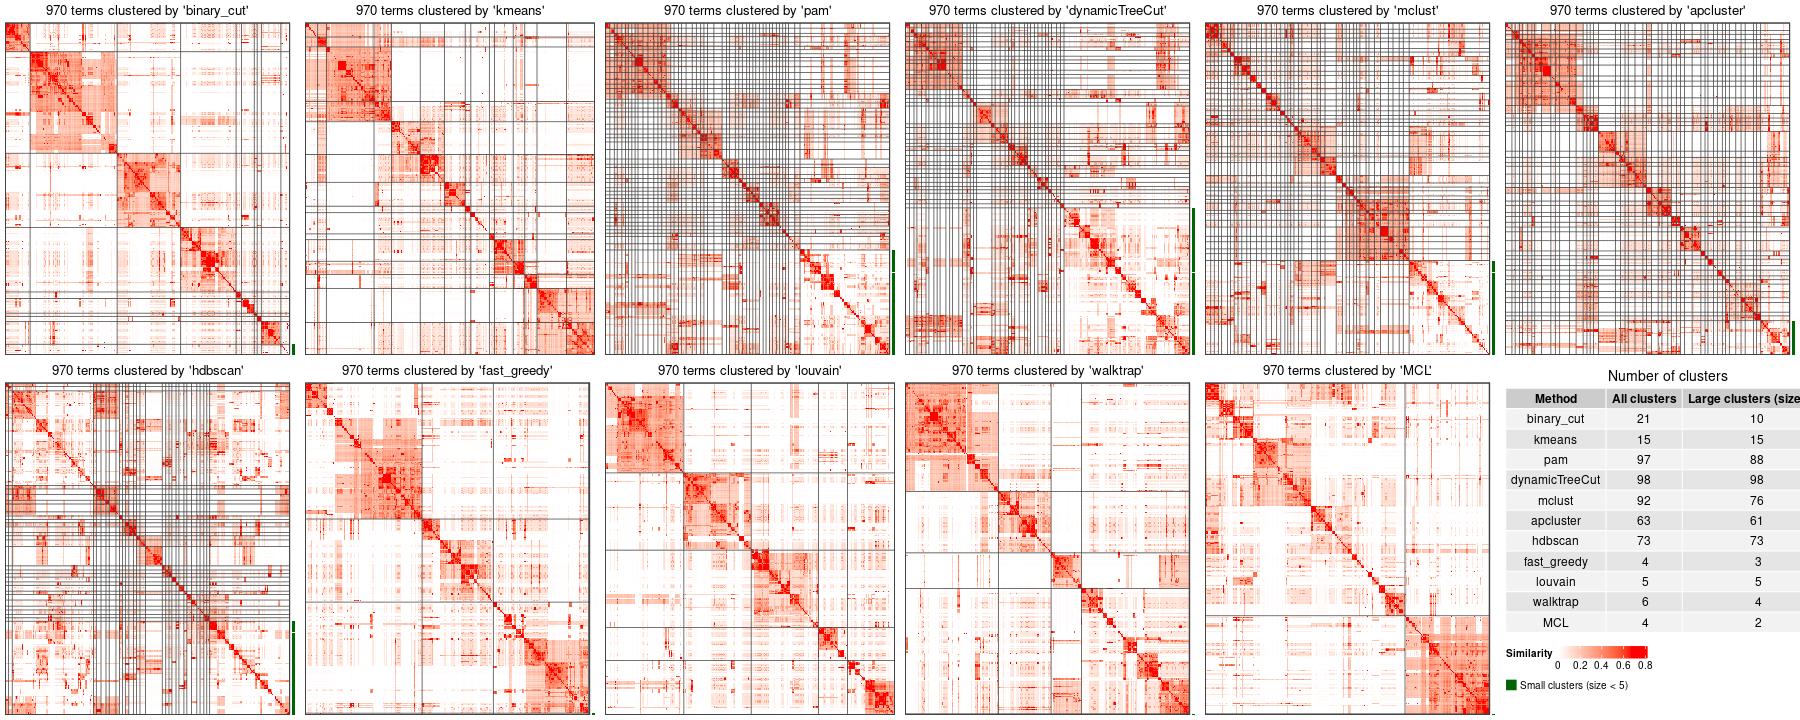 970 terms clustered by 'binary_cut'
970 terms clustered by 'kmeans'
970 terms clustered by 'pam'
970 terms clustered by 'dynamicTreeCut'
970 terms clustered by 'mclust'
970 terms clustered by 'apcluster'
970 terms clustered by 'hdbscan'
970 terms clustered by 'fast_greedy'
970 terms clustered by 'louvain'
970 terms clustered by 'walktrap'
970 terms clustered by 'MCL'
Number of clusters
Method All clusters Large clusters (size
binary_cut 21 10
kmeans 15 15
pam 97 88
dynamicTreeCut 98 98
mclust 92 76
apcluster 63 61
hdbscan 73 73
fast_greedy 4 3
louvain 5 5
walktrap 6 4
MCL 4 2
Similarity
0 0.2 0.4 0.6 0.8
Small clusters (size < 5)